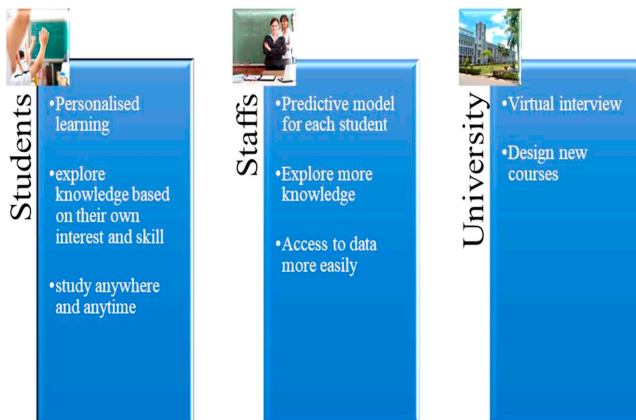 Students
•Personalised
learning
•explore
knowledge based
on their own
interest and skill
•study anywhere
and anytime
Staffs
•Predictive model
for each student
•Explore more
knowledge
•Access to data
more easily
University
•Virtual interview
•Design new
courses